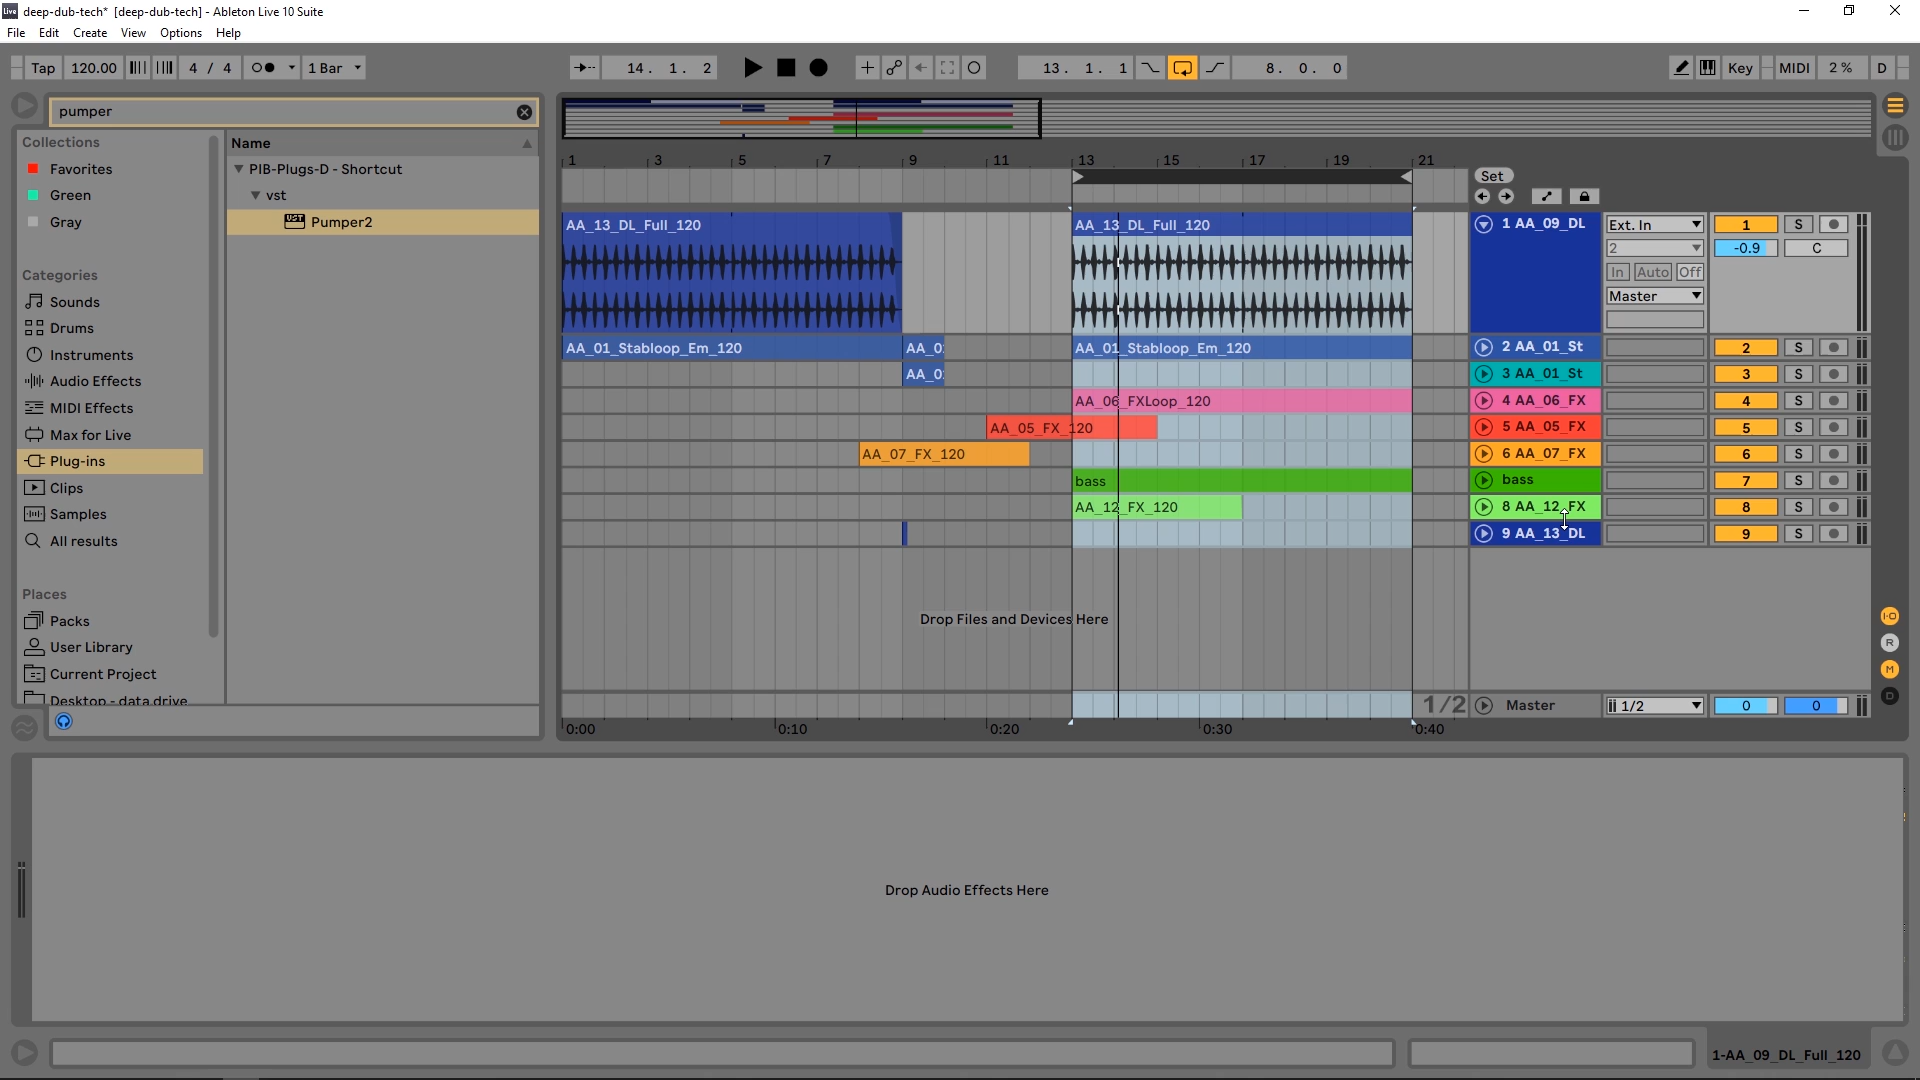 Live deep-dub-tech* [deep-dub-tech] - Ableton Live 10 Suite
File Edit Create View Options Help
Tap 120.00 4 / 4 1 Bar 14. 1. 2 13. 1. 1 8. 0. 0 Key MIDI 2 % D
pumper
Collections
Favorites
Green
Gray
Categories
Sounds
Drums
Instruments
Audio Effects
MIDI Effects
Max for Live
Plug-ins
Clips
Samples
All results
Places
Packs
User Library
Current Project
Desktop - data drive
Name
PIB-Plugs-D - Shortcut
vst
VST Pumper2
1 3 5 7 9 11 13 15 17 19 21
Set
AA_13_DL_Full_120 AA_13_DL_Full_120 1 AA_09_DL Ext. In 1 S
2 -0.9 C
In Auto Off
Master
AA_01_Stabloop_Em_120 AA_0 AA_01_Stabloop_Em_120 2 AA_01_St 2 S
AA_0 3 AA_01_St 3 S
AA_06_FXLoop_120 4 AA_06_FX 4 S
AA_05_FX_120 5 AA_05_FX 5 S
AA_07_FX_120 6 AA_07_FX 6 S
bass bass 7 S
AA_12_FX_120 8 AA_12_FX 8 S
9 AA_13_DL 9 S
Drop Files and Devices Here
I·O
R
M
D
1/2 Master 1/2 0 0
0:00 0:10 0:20 0:30 0:40
Drop Audio Effects Here
1-AA_09_DL_Full_120